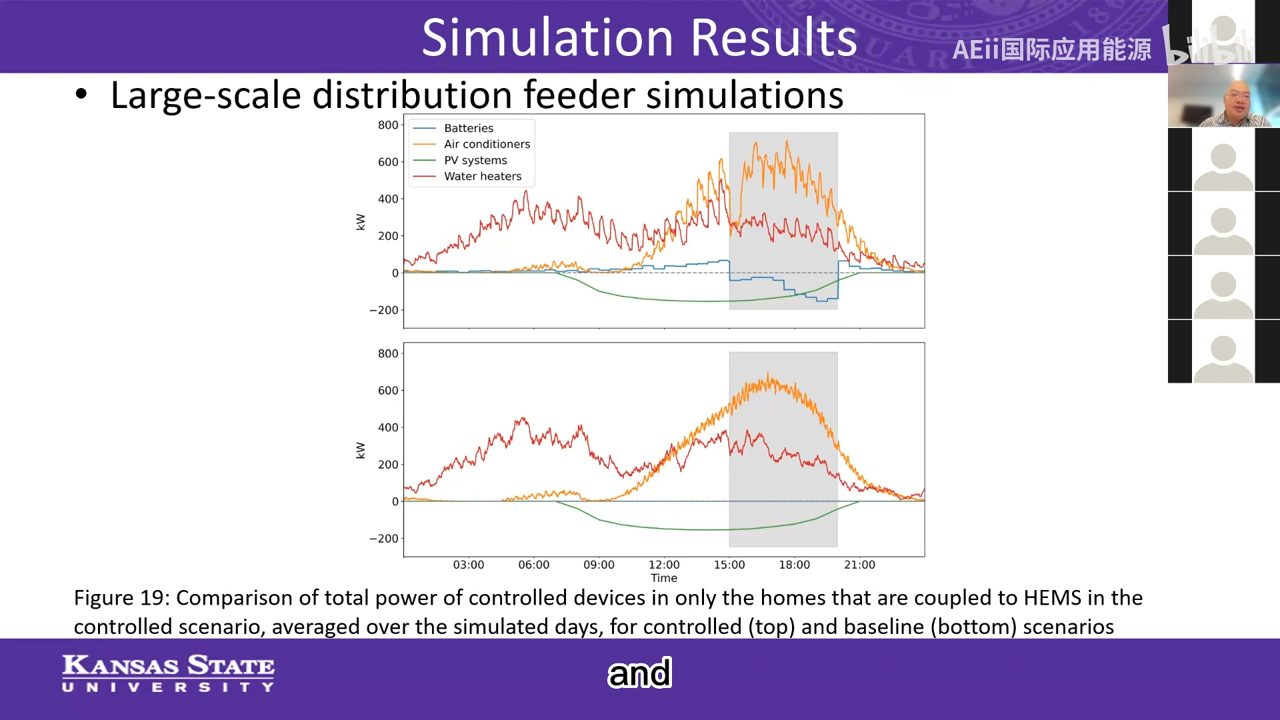 Simulation Results
AEii国际应用能源
bilibili
• Large-scale distribution feeder simulations
Batteries
Air conditioners
PV systems
Water heaters
800
600
400
200
0
−200
kW
800
600
400
200
0
−200
kW
03:00 06:00 09:00 12:00 15:00 18:00 21:00
Time
Figure 19: Comparison of total power of controlled devices in only the homes that are coupled to HEMS in the
controlled scenario, averaged over the simulated days, for controlled (top) and baseline (bottom) scenarios
KANSAS STATE
UNIVERSITY
and